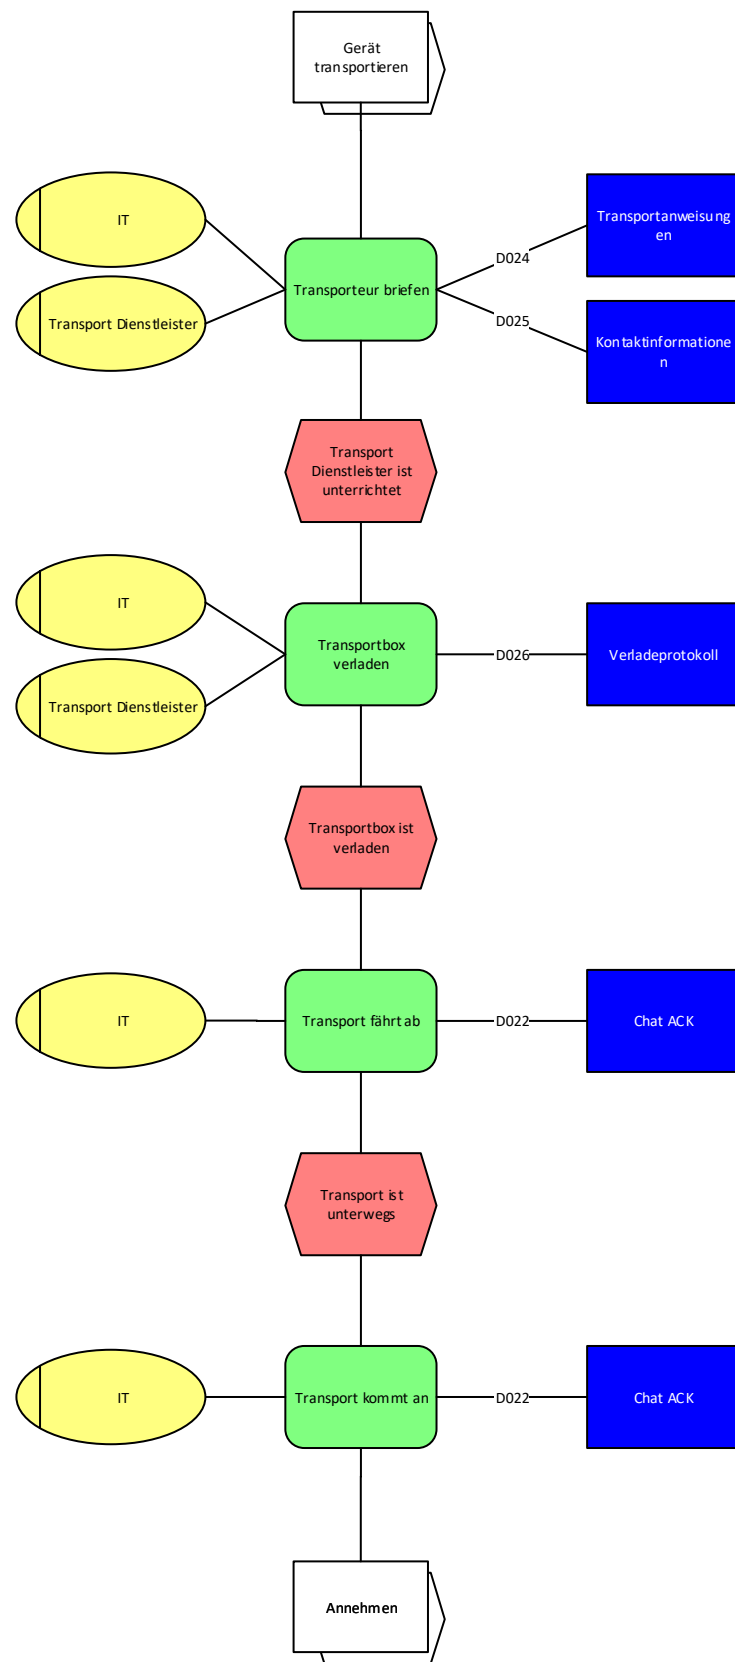 Gerät
transportieren
IT
Transport Dienstleister
Transporteur briefen
D024
D025
Transportanweisung
en
Kontaktinformatione
n
Transport
Dienstleister ist
unterrichtet
IT
Transport Dienstleister
Transportbox
verladen
D026
Verladeprotokoll
Transportbox ist
verladen
IT
Transport fährt ab
D022
Chat ACK
Transport ist
unterwegs
IT
Transport kommt an
D022
Chat ACK
Annehmen